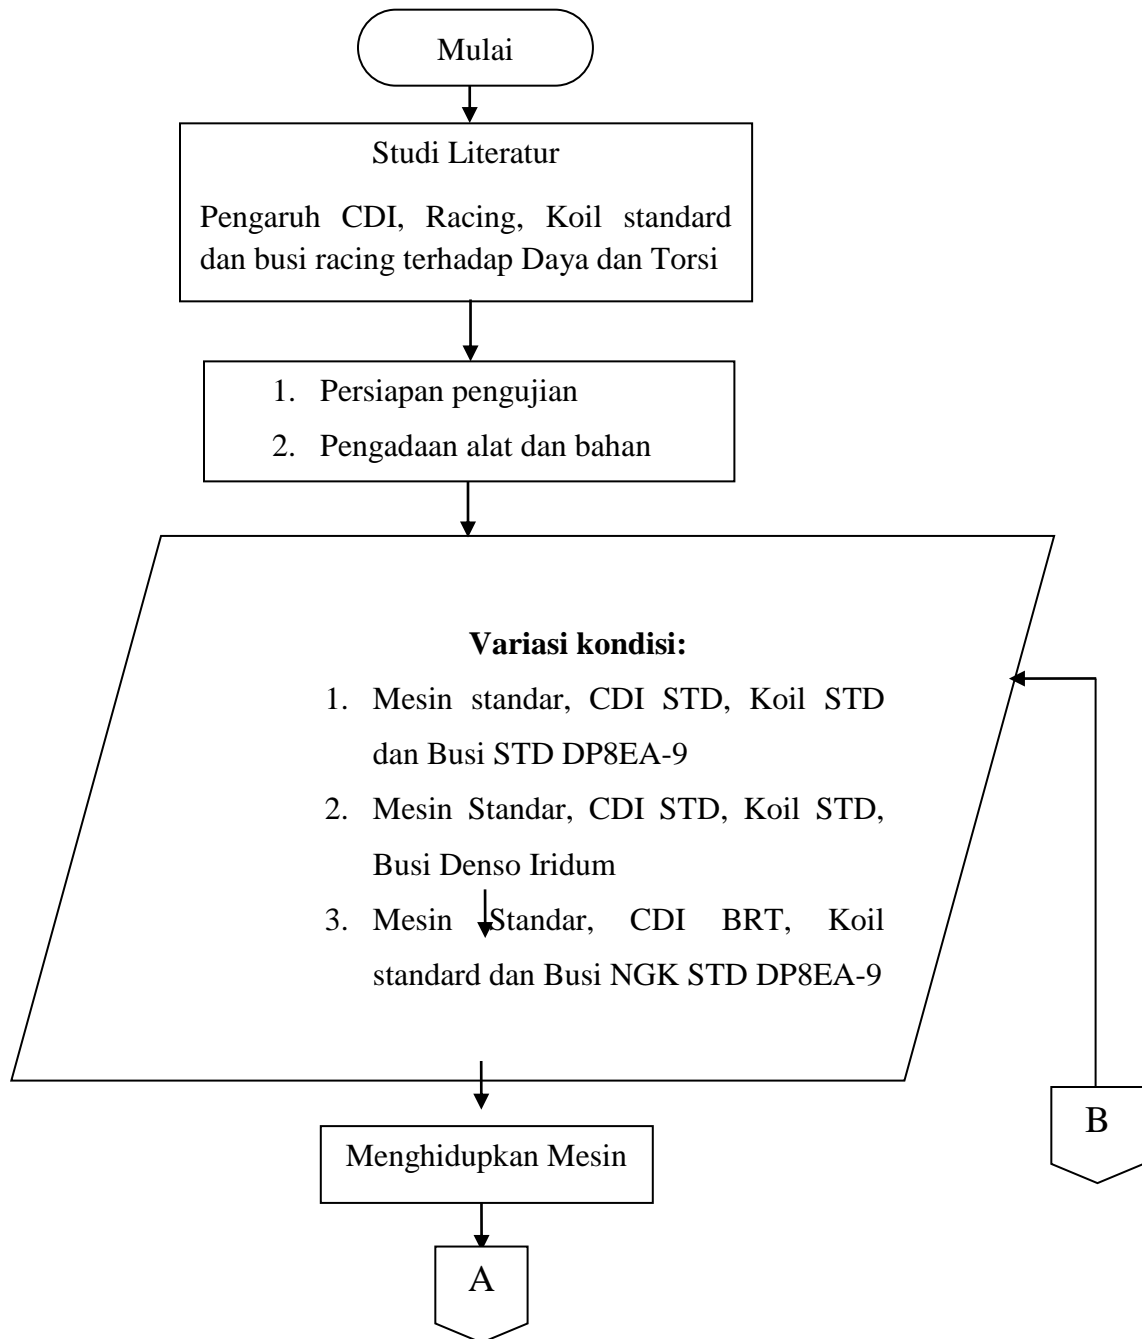 Mulai
Studi Literatur
Pengaruh CDI, Racing, Koil standard
dan busi racing terhadap Daya dan Torsi
1. Persiapan pengujian
2. Pengadaan alat dan bahan
Variasi kondisi:
1. Mesin standar, CDI STD, Koil STD
dan Busi STD DP8EA-9
2. Mesin Standar, CDI STD, Koil STD,
Busi Denso Iridum
3. Mesin Standar, CDI BRT, Koil
standard dan Busi NGK STD DP8EA-9
B
Menghidupkan Mesin
A